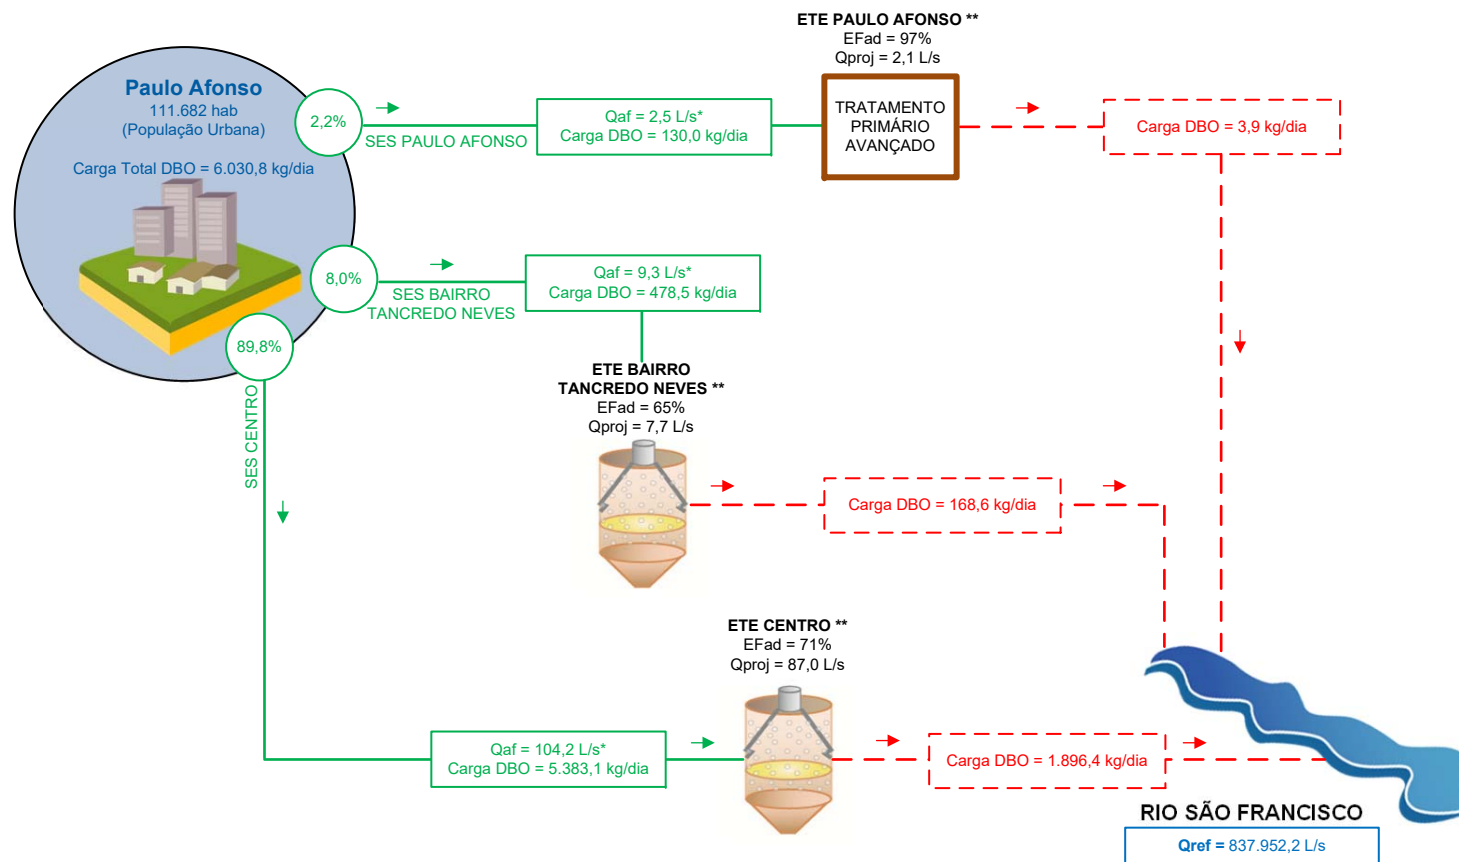 Paulo Afonso
111.682 hab
(População Urbana)
Carga Total DBO = 6.030,8 kg/dia
2,2%
SES PAULO AFONSO
Qaf = 2,5 L/s*
Carga DBO = 130,0 kg/dia
ETE PAULO AFONSO **
EFad = 97%
Qproj = 2,1 L/s
TRATAMENTO
PRIMÁRIO
AVANÇADO
Carga DBO = 3,9 kg/dia
8,0%
SES BAIRRO
TANCREDO NEVES
Qaf = 9,3 L/s*
Carga DBO = 478,5 kg/dia
ETE BAIRRO
TANCREDO NEVES **
EFad = 65%
Qproj = 7,7 L/s
Carga DBO = 168,6 kg/dia
89,8%
SES CENTRO
Qaf = 104,2 L/s*
Carga DBO = 5.383,1 kg/dia
ETE CENTRO **
EFad = 71%
Qproj = 87,0 L/s
Carga DBO = 1.896,4 kg/dia
RIO SÃO FRANCISCO
Qref = 837.952,2 L/s